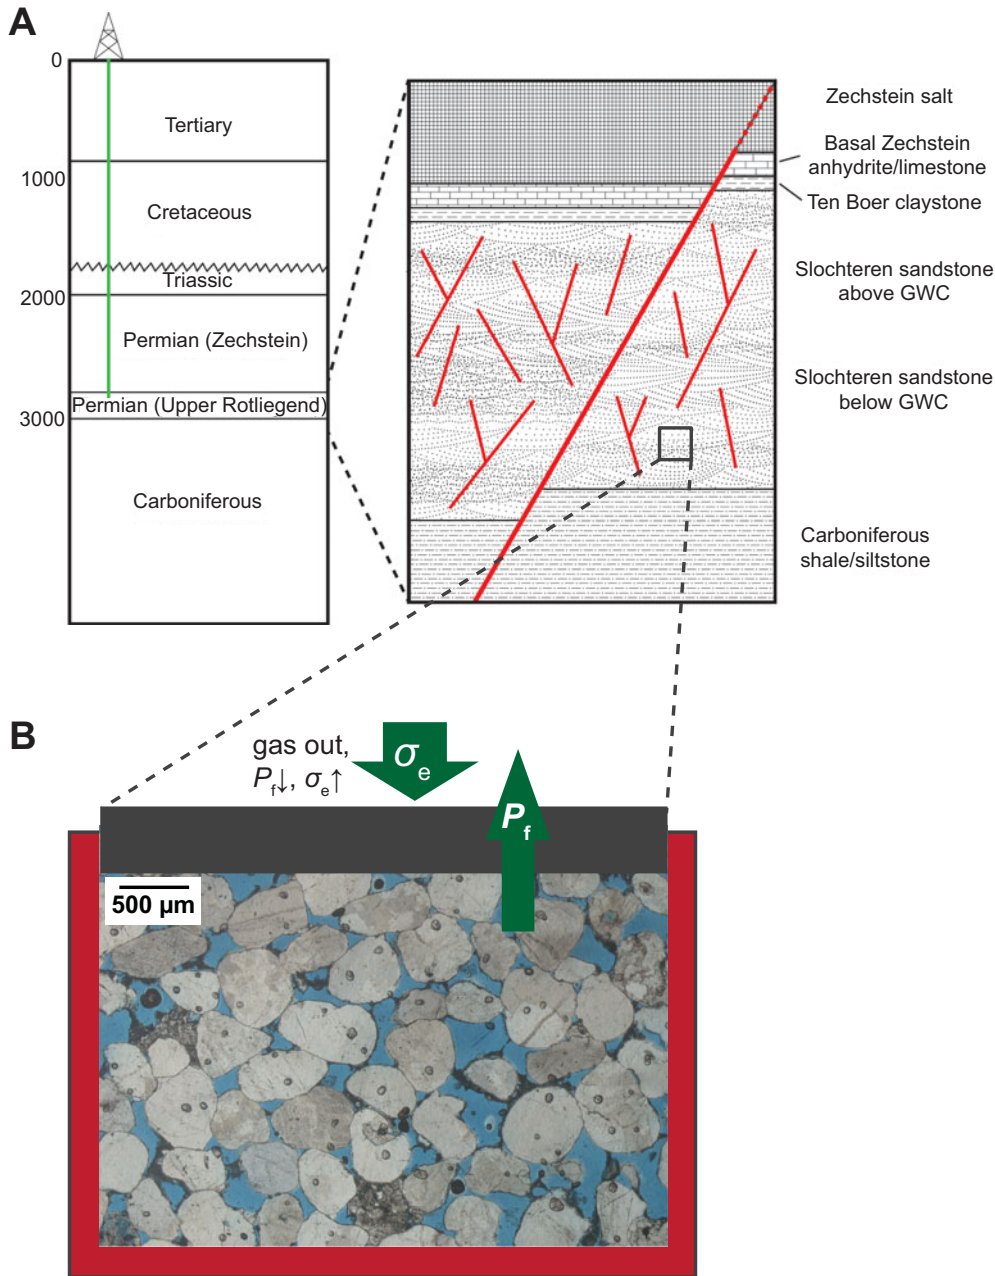 A
0
Tertiary
1000
Cretaceous
Triassic
2000
Permian (Zechstein)
Permian (Upper Rotliegend)
3000
Carboniferous
Zechstein salt
Basal Zechstein
anhydrite/limestone
Ten Boer claystone
Slochteren sandstone
above GWC
Slochteren sandstone
below GWC
Carboniferous
shale/siltstone
B
gas out,
Pf↓, σe↑
σe
Pf
500 µm